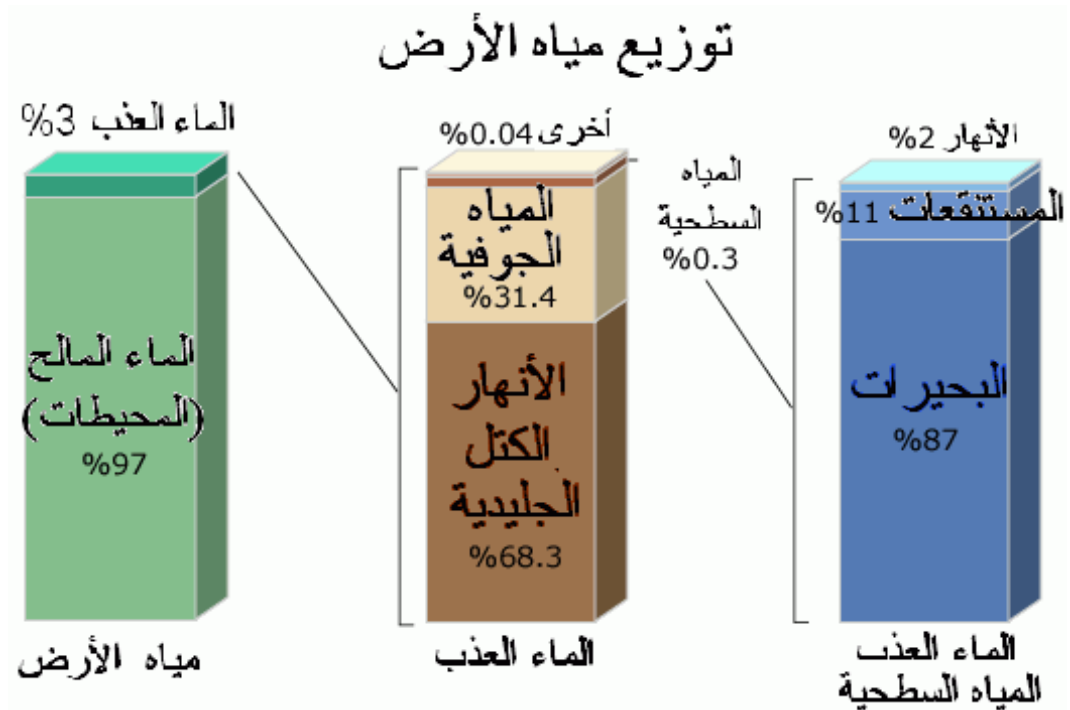 توزيع مياه الأرض
الماء العذب 3%
الماء المالح
(المحيطات)
97%
مياه الأرض
أخرى 0.04%
المياه
الجوفية
31.4%
الأنهار
الكتل
الجليدية
68.3%
الماء العذب
المياه
السطحية
0.3%
الأنهار 2%
المستنقعات 11%
البحيرات
87%
الماء العذب
المياه السطحية